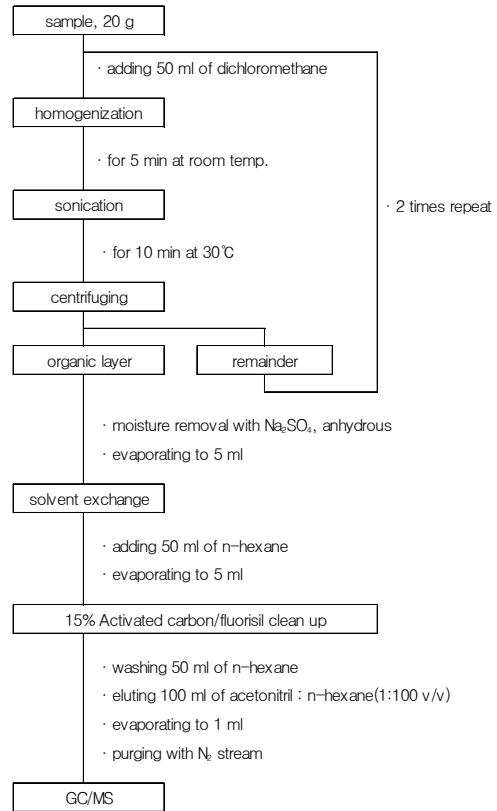 sample, 20 g
· adding 50 ml of dichloromethane
homogenization
· for 5 min at room temp.
sonication
· 2 times repeat
· for 10 min at 30℃
centrifuging
organic layer
remainder
· moisture removal with Na₂SO₄, anhydrous
· evaporating to 5 ml
solvent exchange
· adding 50 ml of n-hexane
· evaporating to 5 ml
15% Activated carbon/fluorisil clean up
· washing 50 ml of n-hexane
· eluting 100 ml of acetonitril : n-hexane(1:100 v/v)
· evaporating to 1 ml
· purging with N₂ stream
GC/MS